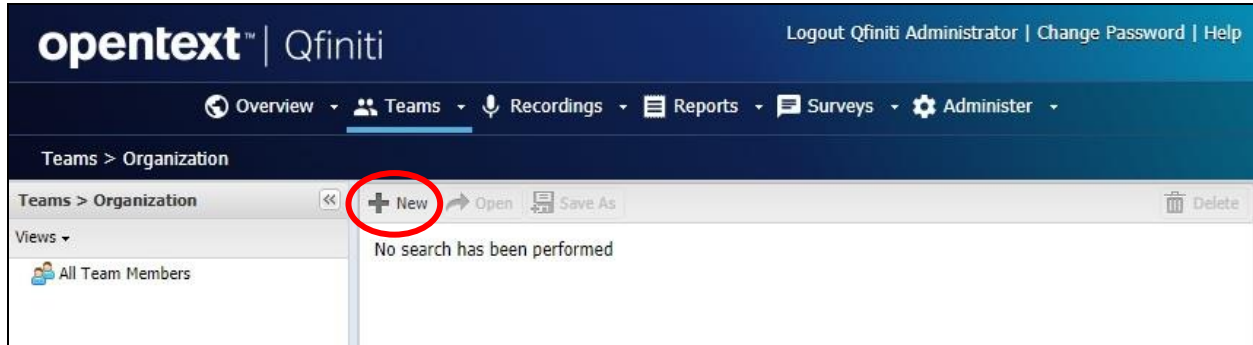 opentext™ | Qfiniti
Logout Qfiniti Administrator | Change Password | Help
Overview Teams Recordings Reports Surveys Administer
Teams > Organization
Teams > Organization
New Open Save As Delete
Views
No search has been performed
All Team Members